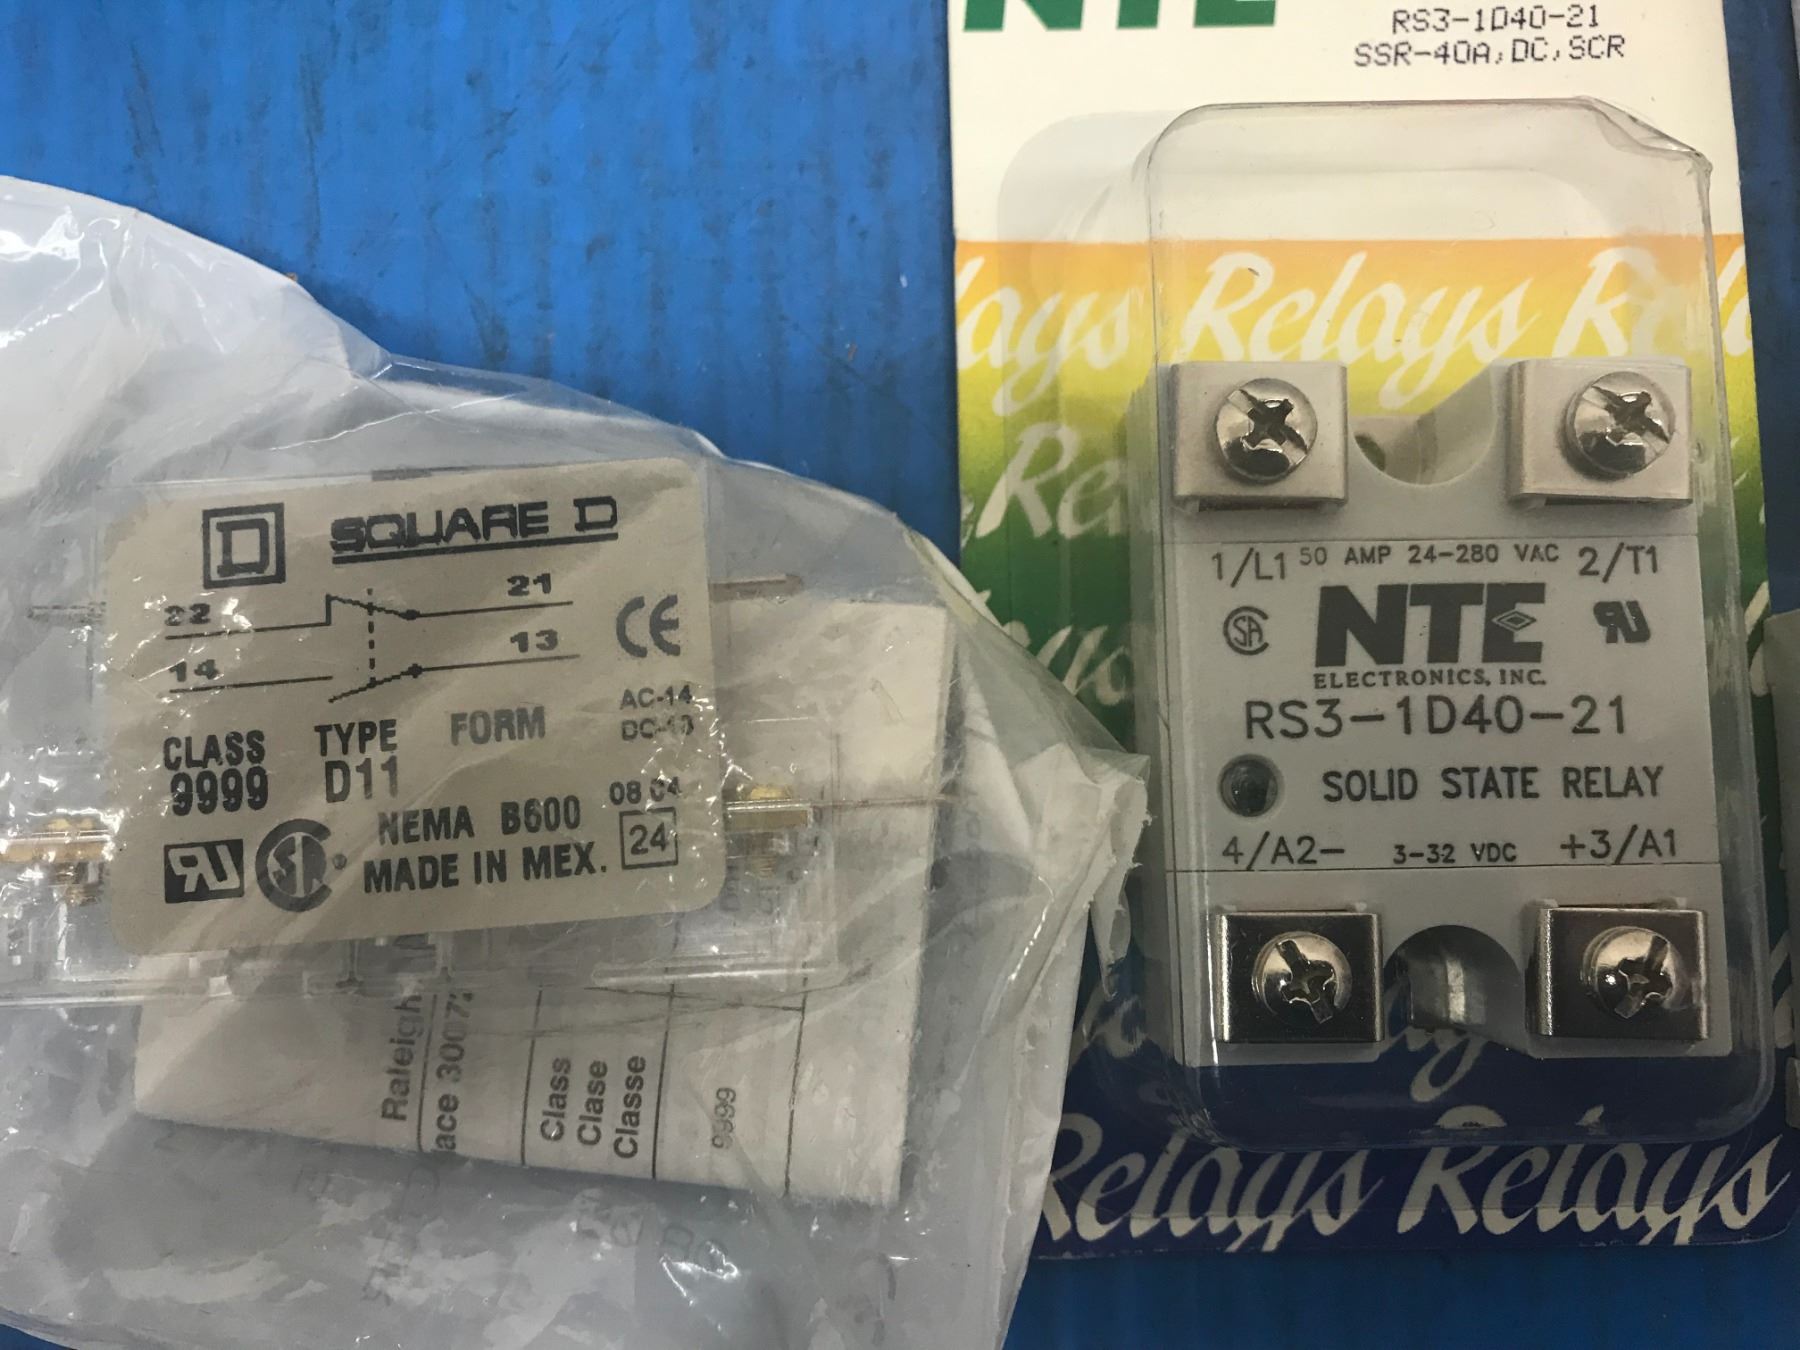 SQUARE D
22 21
14 13
CE
AC-14
DC-13
CLASS TYPE FORM
9999 D11
NEMA B600
08 04
24
MADE IN MEX.
Raleigh
9999
Class
Clase
Classe
NTE
RS3-1D40-21
SSR-40A,DC,SCR
Relays
Relays
1/L1 50 AMP 24-280 VAC 2/T1
NTE
ELECTRONICS, INC.
RS3-1D40-21
SOLID STATE RELAY
4/A2- 3-32 VDC +3/A1
Relays Relays